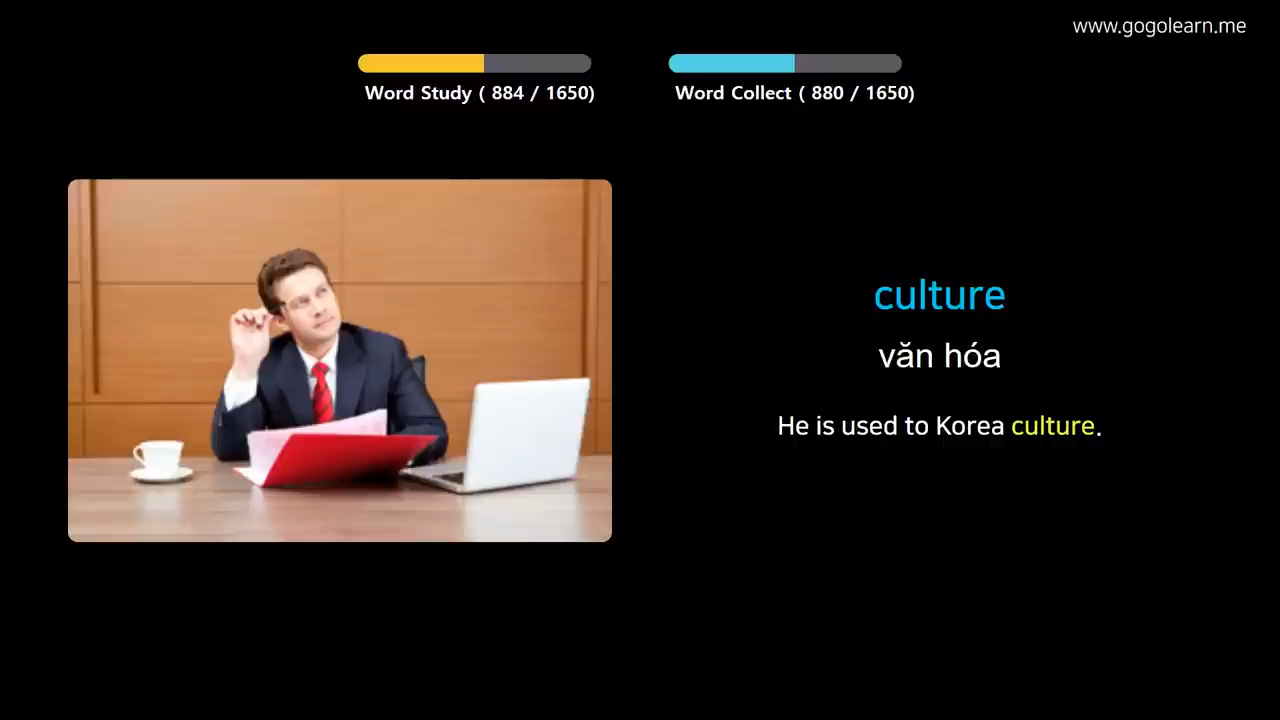 www.gogolearn.me
Word Study ( 884 / 1650)
Word Collect ( 880 / 1650)
culture
văn hóa
He is used to Korea culture.